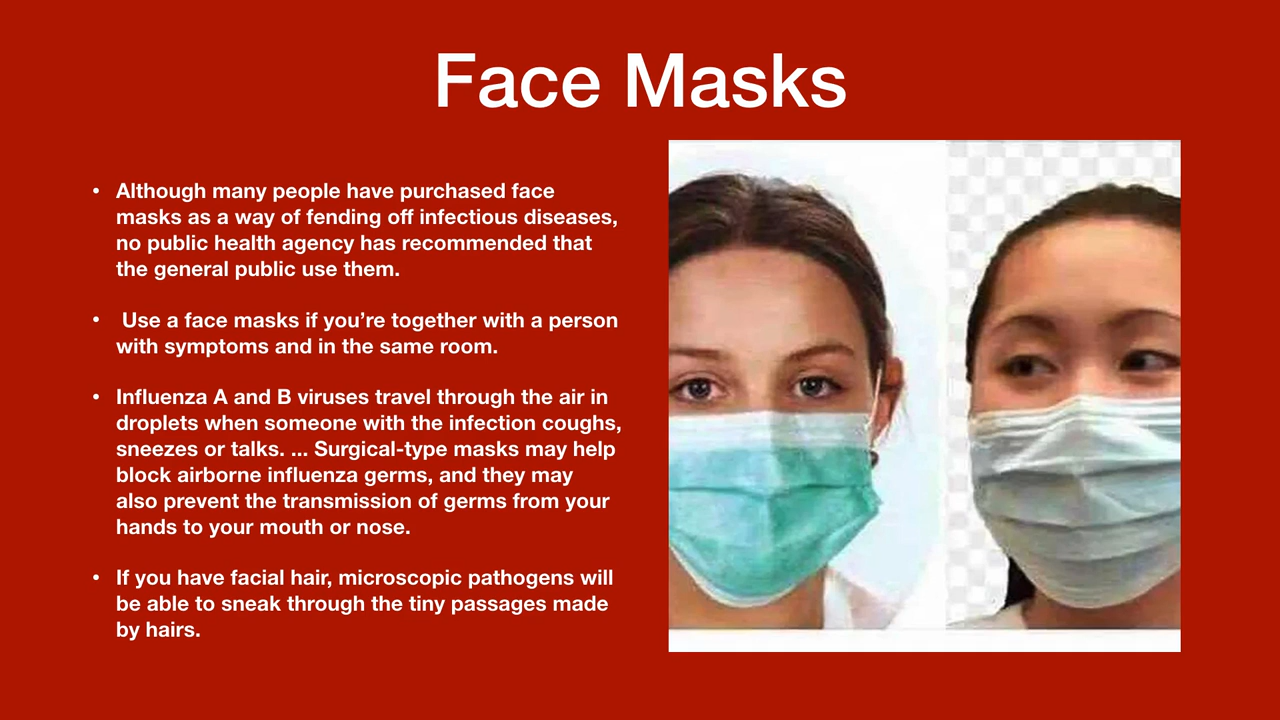 Face Masks
• Although many people have purchased face
masks as a way of fending off infectious diseases,
no public health agency has recommended that
the general public use them.
• Use a face masks if you’re together with a person
with symptoms and in the same room.
• Influenza A and B viruses travel through the air in
droplets when someone with the infection coughs,
sneezes or talks. ... Surgical-type masks may help
block airborne influenza germs, and they may
also prevent the transmission of germs from your
hands to your mouth or nose.
• If you have facial hair, microscopic pathogens will
be able to sneak through the tiny passages made
by hairs.